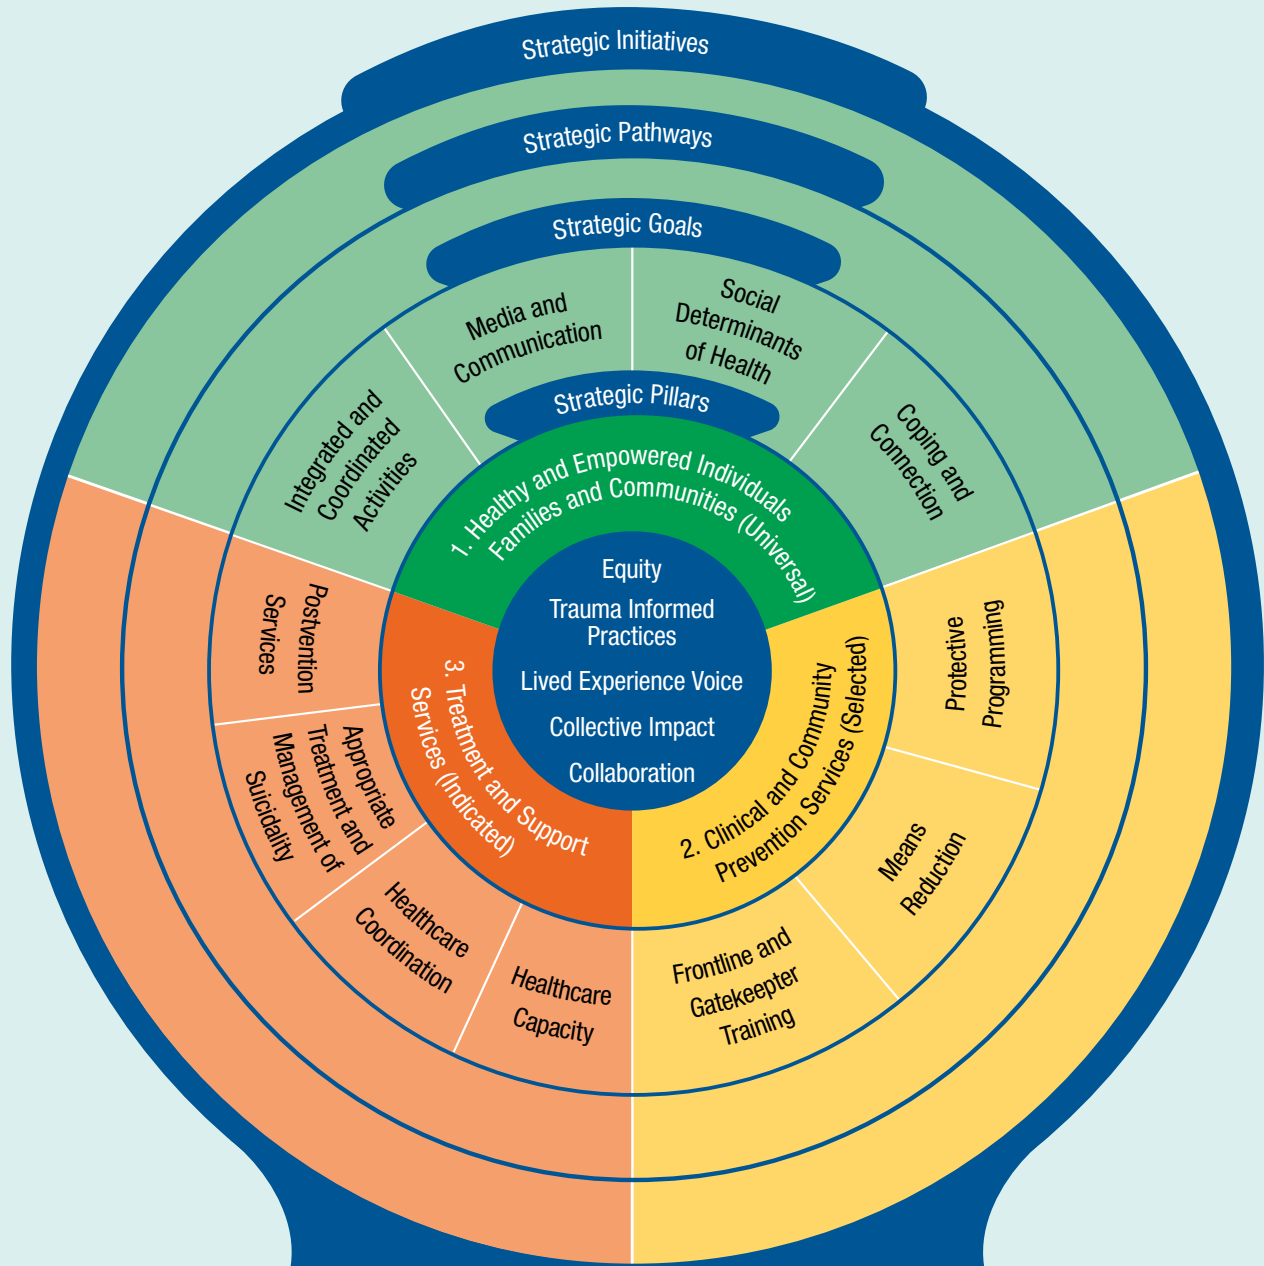 Strategic Initiatives
Strategic Pathways
Strategic Goals
Media and
Communication
Social
Determinants
of Health
Integrated and
Coordinated
Activities
Coping and
Connection
Strategic Pillars
1. Healthy and Empowered Individuals
Families and Communities (Universal)
Equity
Trauma Informed
Practices
Lived Experience Voice
Collective Impact
Collaboration
Protective
Programming
Means
Reduction
Frontline and
Gatekeepter
Training
2. Clinical and Community
Prevention Services (Selected)
3. Treatment and Support
Services (Indicated)
Postvention
Services
Appropriate
Treatment and
Management of
Suicidality
Healthcare
Coordination
Healthcare
Capacity